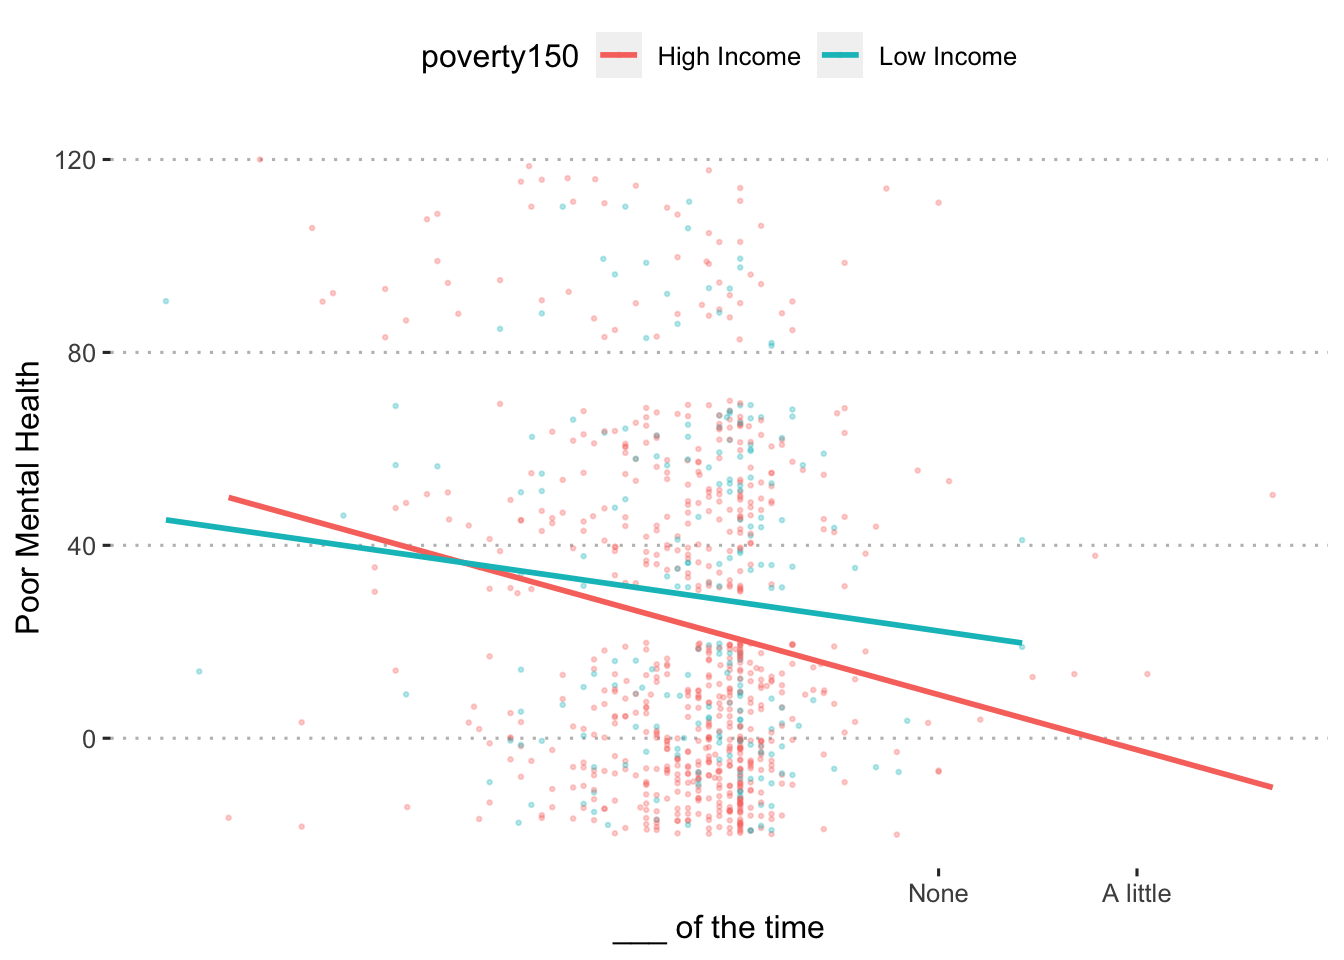 poverty150 High Income Low Income
120
80
40
0
Poor Mental Health
None A little
___ of the time